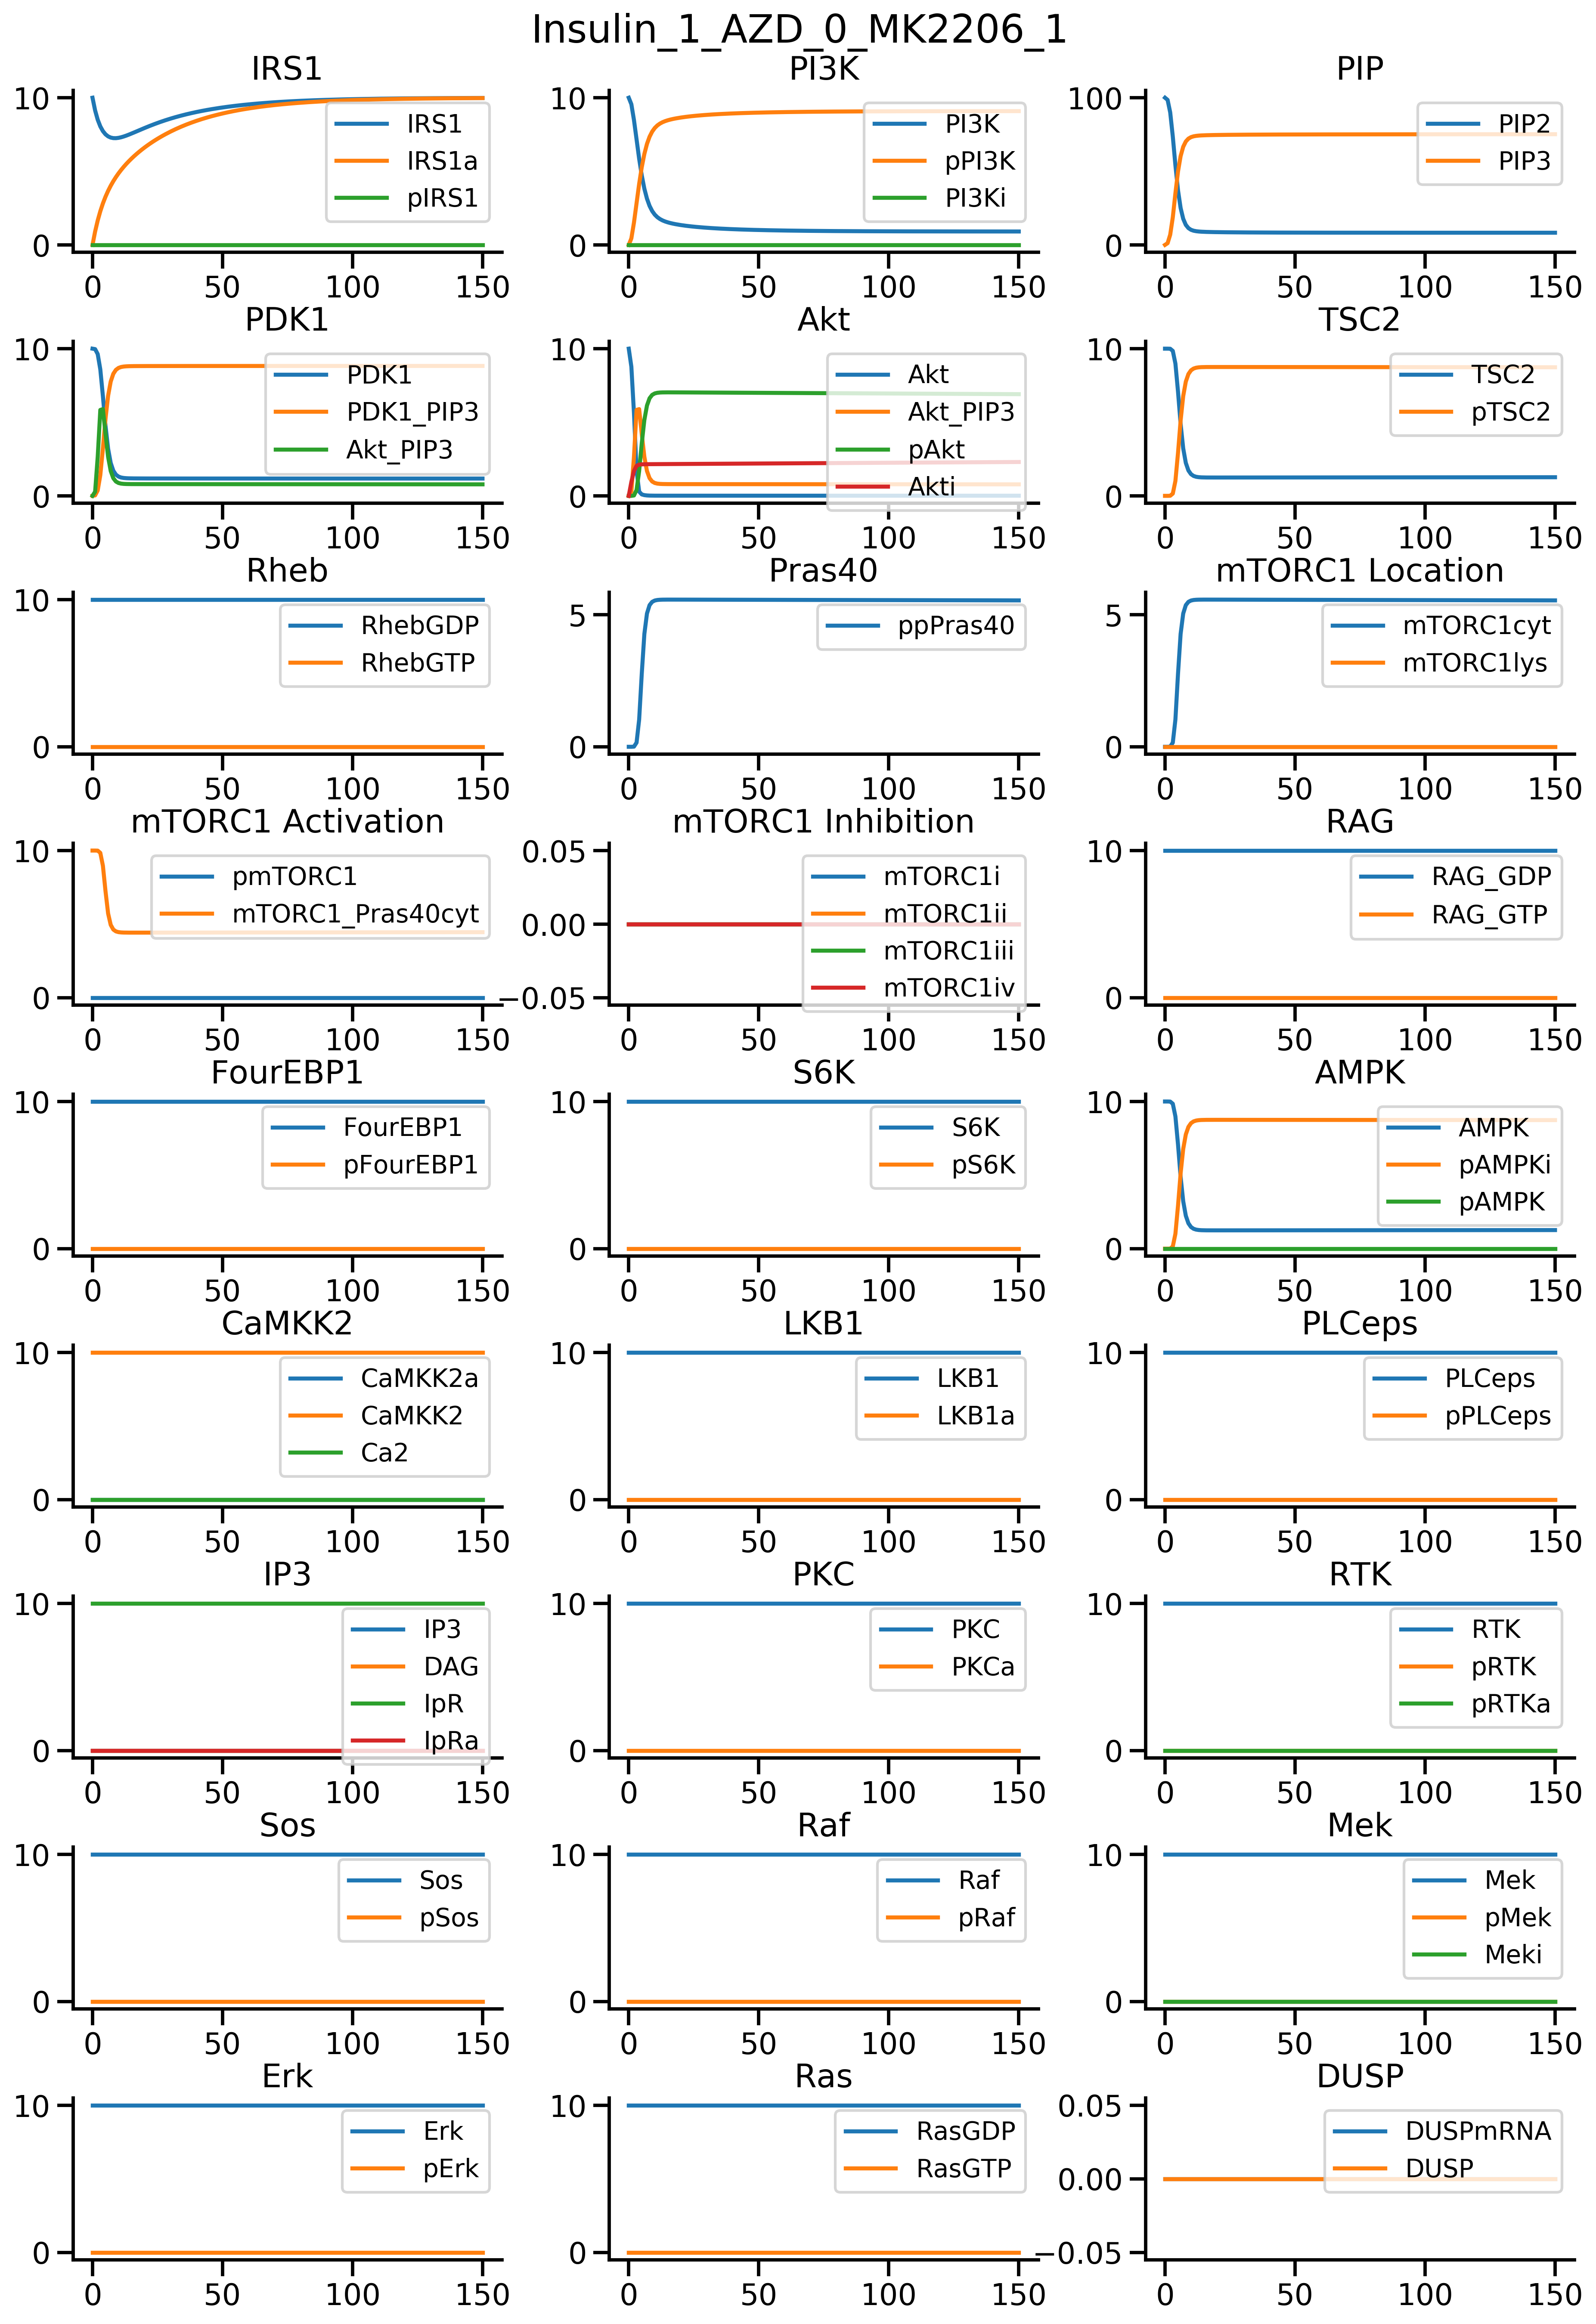 Insulin_1_AZD_0_MK2206_1
IRS1
10
0
0
50
100
150
IRS1
IRS1a
pIRS1
PI3K
10
0
0
50
100
150
PI3K
pPI3K
PI3Ki
PIP
100
0
0
50
100
150
PIP2
PIP3
PDK1
10
0
0
50
100
150
PDK1
PDK1_PIP3
Akt_PIP3
Akt
10
0
0
50
100
150
Akt
Akt_PIP3
pAkt
Akti
TSC2
10
0
0
50
100
150
TSC2
pTSC2
Rheb
10
0
0
50
100
150
RhebGDP
RhebGTP
Pras40
5
0
0
50
100
150
ppPras40
mTORC1 Location
5
0
0
50
100
150
mTORC1cyt
mTORC1lys
mTORC1 Activation
10
0
0
50
100
150
pmTORC1
mTORC1_Pras40cyt
mTORC1 Inhibition
0.05
0.00
−0.05
0
50
100
150
mTORC1i
mTORC1ii
mTORC1iii
mTORC1iv
RAG
10
0
0
50
100
150
RAG_GDP
RAG_GTP
FourEBP1
10
0
0
50
100
150
FourEBP1
pFourEBP1
S6K
10
0
0
50
100
150
S6K
pS6K
AMPK
10
0
0
50
100
150
AMPK
pAMPKi
pAMPK
CaMKK2
10
0
0
50
100
150
CaMKK2a
CaMKK2
Ca2
LKB1
10
0
0
50
100
150
LKB1
LKB1a
PLCeps
10
0
0
50
100
150
PLCeps
pPLCeps
IP3
10
0
0
50
100
150
IP3
DAG
IpR
IpRa
PKC
10
0
0
50
100
150
PKC
PKCa
RTK
10
0
0
50
100
150
RTK
pRTK
pRTKa
Sos
10
0
0
50
100
150
Sos
pSos
Raf
10
0
0
50
100
150
Raf
pRaf
Mek
10
0
0
50
100
150
Mek
pMek
Meki
Erk
10
0
0
50
100
150
Erk
pErk
Ras
10
0
0
50
100
150
RasGDP
RasGTP
DUSP
0.05
0.00
−0.05
0
50
100
150
DUSPmRNA
DUSP